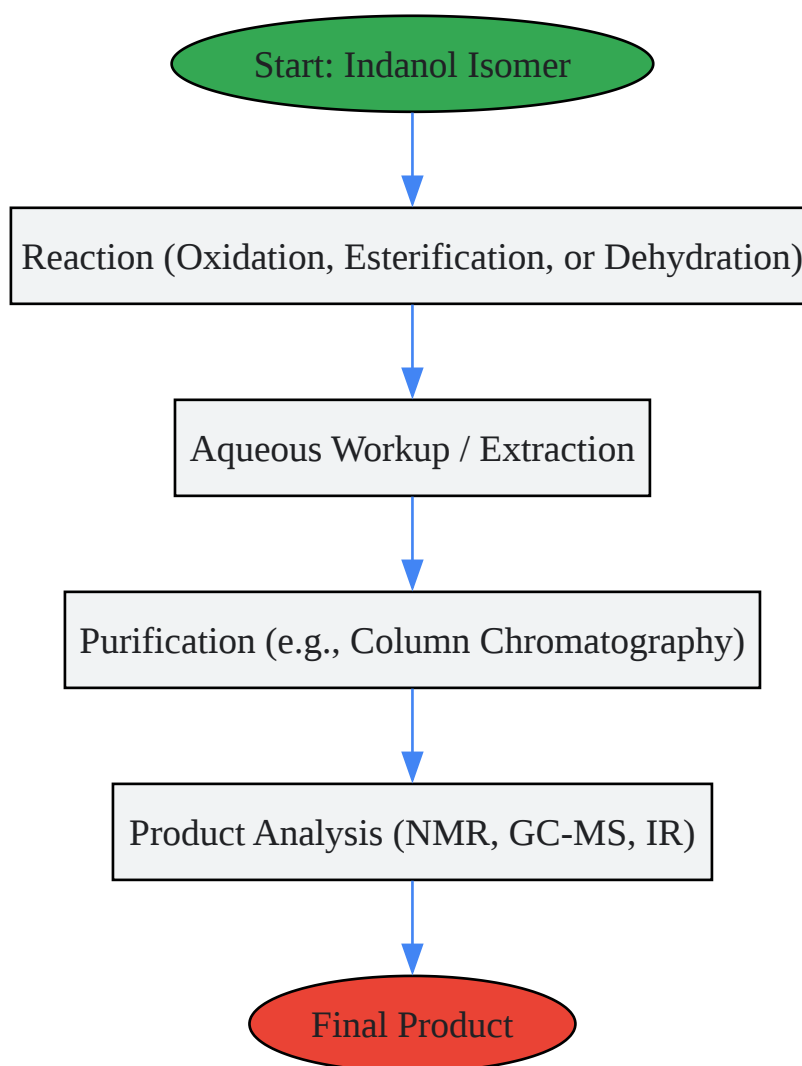 Start: Indanol Isomer
Reaction (Oxidation, Esterification, or Dehydration)
Aqueous Workup / Extraction
Purification (e.g., Column Chromatography)
Product Analysis (NMR, GC-MS, IR)
Final Product